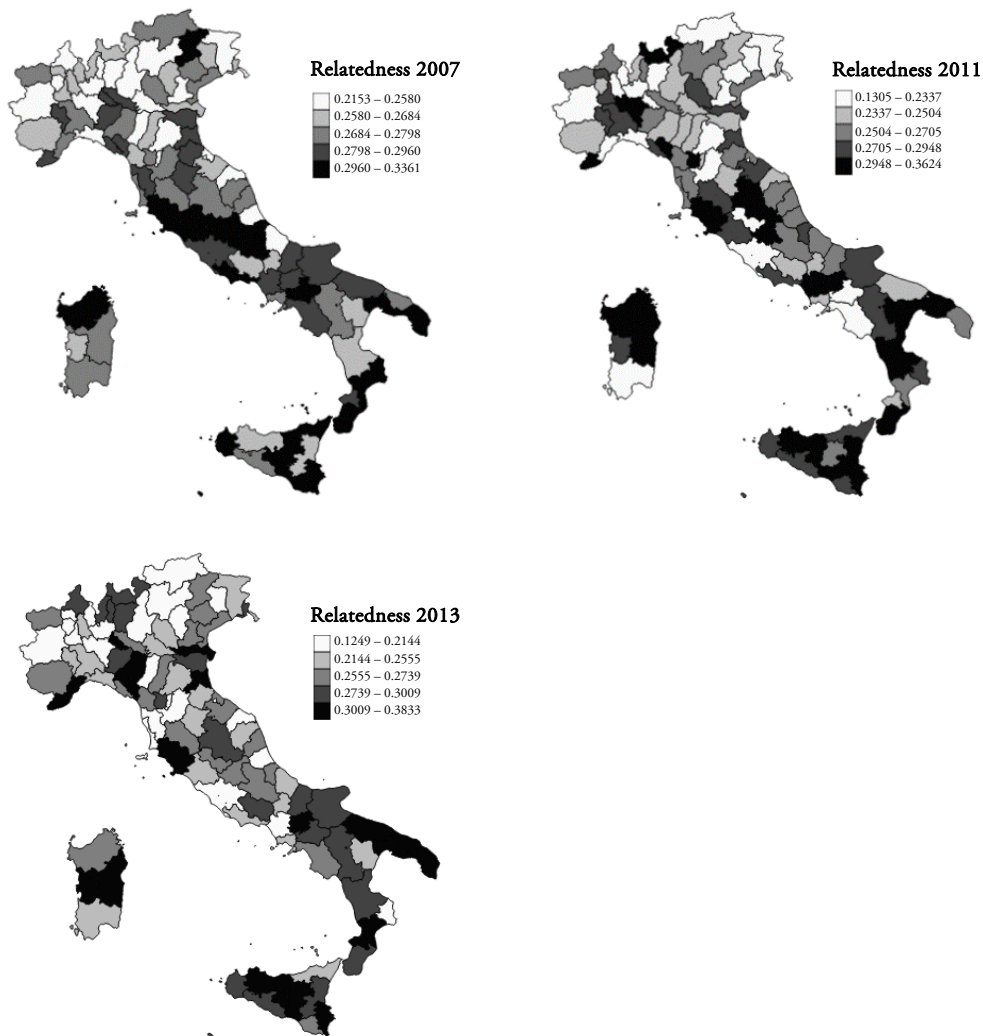 Relatedness 2007
0.2153 – 0.2580
0.2580 – 0.2684
0.2684 – 0.2798
0.2798 – 0.2960
0.2960 – 0.3361
Relatedness 2011
0.1305 – 0.2337
0.2337 – 0.2504
0.2504 – 0.2705
0.2705 – 0.2948
0.2948 – 0.3624
Relatedness 2013
0.1249 – 0.2144
0.2144 – 0.2555
0.2555 – 0.2739
0.2739 – 0.3009
0.3009 – 0.3833